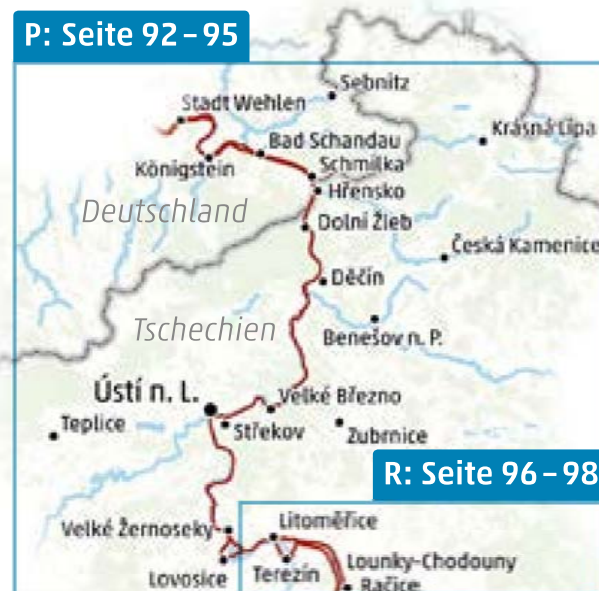 P: Seite 92–95
Sebnitz
Stadt Wehlen
Krásná Lípa
Bad Schandau
Königstein
Schmilka
Hřensko
Deutschland
Dolní Žleb
Česká Kamenice
Děčín
Tschechien
Benešov n. P.
Ústí n. L.
Velké Březno
Teplice
Střekov
Zubrnice
R: Seite 96–98
Litoměřice
Velké Žernoseky
Lounky-Chodouny
Lovosice
Terezín
Račice